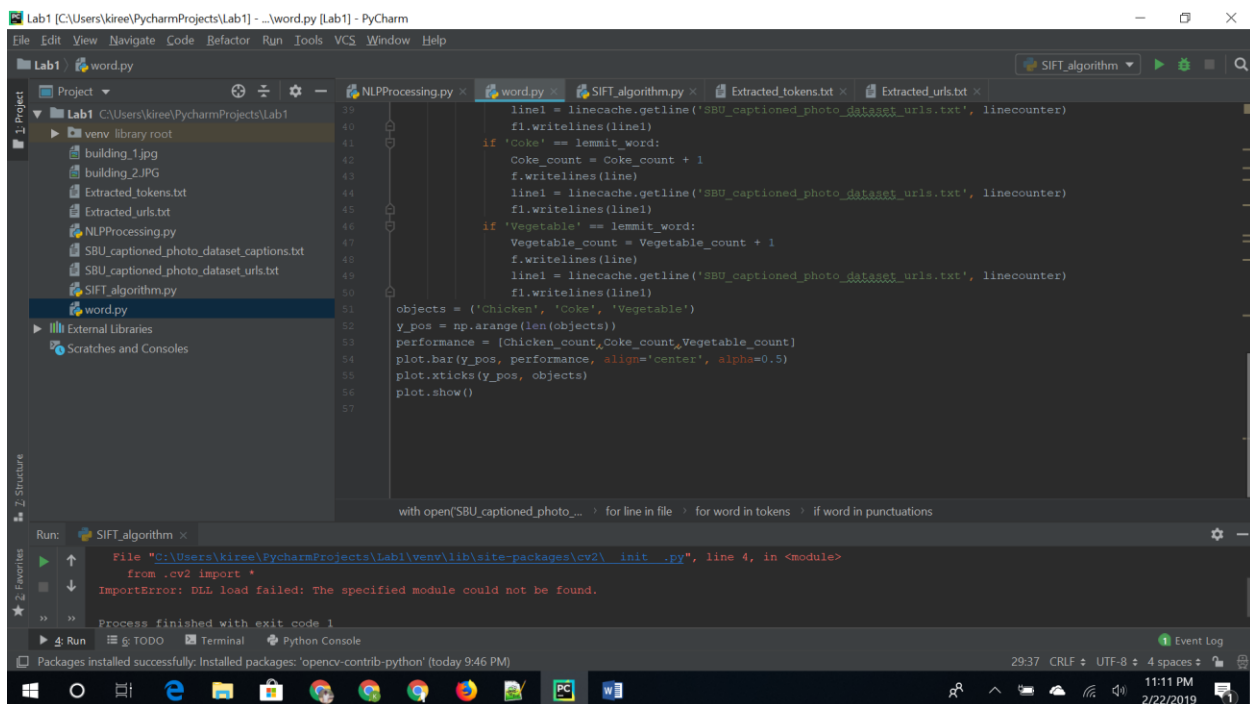 Lab1 [C:\Users\kiree\PycharmProjects\Lab1] - ...\word.py [Lab1] - PyCharm
File Edit View Navigate Code Refactor Run Tools VCS Window Help
Lab1 word.py SIFT_algorithm
1: Project
Project
NLPProcessing.py word.py SIFT_algorithm.py Extracted_tokens.txt Extracted_urls.txt
Lab1 C:\Users\kiree\PycharmProjects\Lab1
venv library root
building_1.jpg
building_2.JPG
Extracted_tokens.txt
Extracted_urls.txt
NLPProcessing.py
SBU_captioned_photo_dataset_captions.txt
SBU_captioned_photo_dataset_urls.txt
SIFT_algorithm.py
word.py
External Libraries
Scratches and Consoles
39 line1 = linecache.getline('SBU_captioned_photo_dataset_urls.txt', linecounter)
40 f1.writelines(line1)
41 if 'Coke' == lemmit_word:
42 Coke_count = Coke_count + 1
43 f.writelines(line)
44 line1 = linecache.getline('SBU_captioned_photo_dataset_urls.txt', linecounter)
45 f1.writelines(line1)
46 if 'Vegetable' == lemmit_word:
47 Vegetable_count = Vegetable_count + 1
48 f.writelines(line)
49 line1 = linecache.getline('SBU_captioned_photo_dataset_urls.txt', linecounter)
50 f1.writelines(line1)
51 objects = ('Chicken', 'Coke', 'Vegetable')
52 y_pos = np.arange(len(objects))
53 performance = [Chicken_count,Coke_count,Vegetable_count]
54 plot.bar(y_pos, performance, align='center', alpha=0.5)
55 plot.xticks(y_pos, objects)
56 plot.show()
57
with open('SBU_captioned_photo_... for line in file for word in tokens if word in punctuations
Z: Structure
2: Favorites
Run: SIFT_algorithm
File "C:\Users\kiree\PycharmProjects\Lab1\venv\lib\site-packages\cv2\__init__.py", line 4, in <module>
from .cv2 import *
ImportError: DLL load failed: The specified module could not be found.
Process finished with exit code 1
4: Run 6: TODO Terminal Python Console 1 Event Log
Packages installed successfully: Installed packages: 'opencv-contrib-python' (today 9:46 PM) 29:37 CRLF UTF-8 4 spaces
11:11 PM
2/22/2019